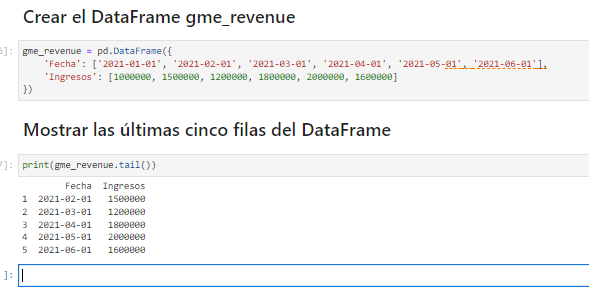 Crear el DataFrame gme_revenue
]: gme_revenue = pd.DataFrame({
'Fecha': ['2021-01-01', '2021-02-01', '2021-03-01', '2021-04-01', '2021-05-01', '2021-06-01'],
'Ingresos': [1000000, 1500000, 1200000, 1800000, 2000000, 1600000]
})
Mostrar las últimas cinco filas del DataFrame
7]: print(gme_revenue.tail())
Fecha Ingresos
1 2021-02-01 1500000
2 2021-03-01 1200000
3 2021-04-01 1800000
4 2021-05-01 2000000
5 2021-06-01 1600000
]: